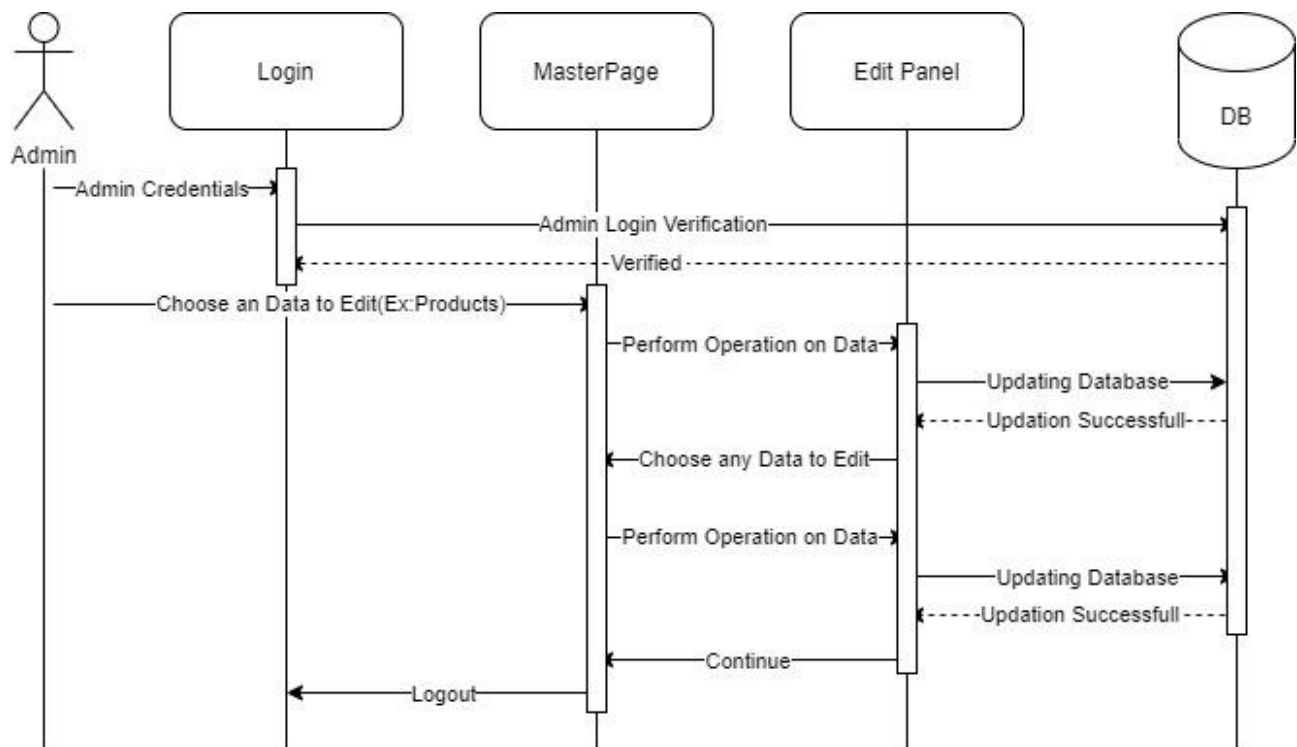 Login
MasterPage
Edit Panel
DB
Admin
Admin Credentials
Admin Login Verification
Verified
Choose an Data to Edit(Ex:Products)
Perform Operation on Data
Updating Database
Updation Successfull
Choose any Data to Edit
Perform Operation on Data
Updating Database
Updation Successfull
Continue
Logout